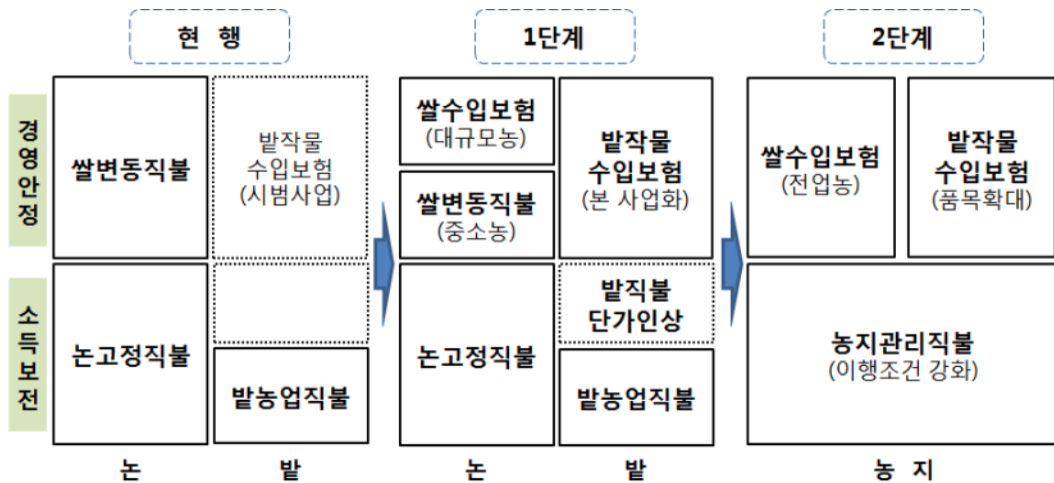 현 행
1단계
2단계
경영안정
쌀변동직불
밭작물
수입보험
(시범사업)
쌀수입보험
(대규모농)
쌀변동직불
(중소농)
밭작물
수입보험
(본 사업화)
쌀수입보험
(전업농)
밭작물
수입보험
(품목확대)
소득보전
논고정직불
밭농업직불
논고정직불
밭직불
단가인상
밭농업직불
농지관리직불
(이행조건 강화)
논
밭
논
밭
농 지